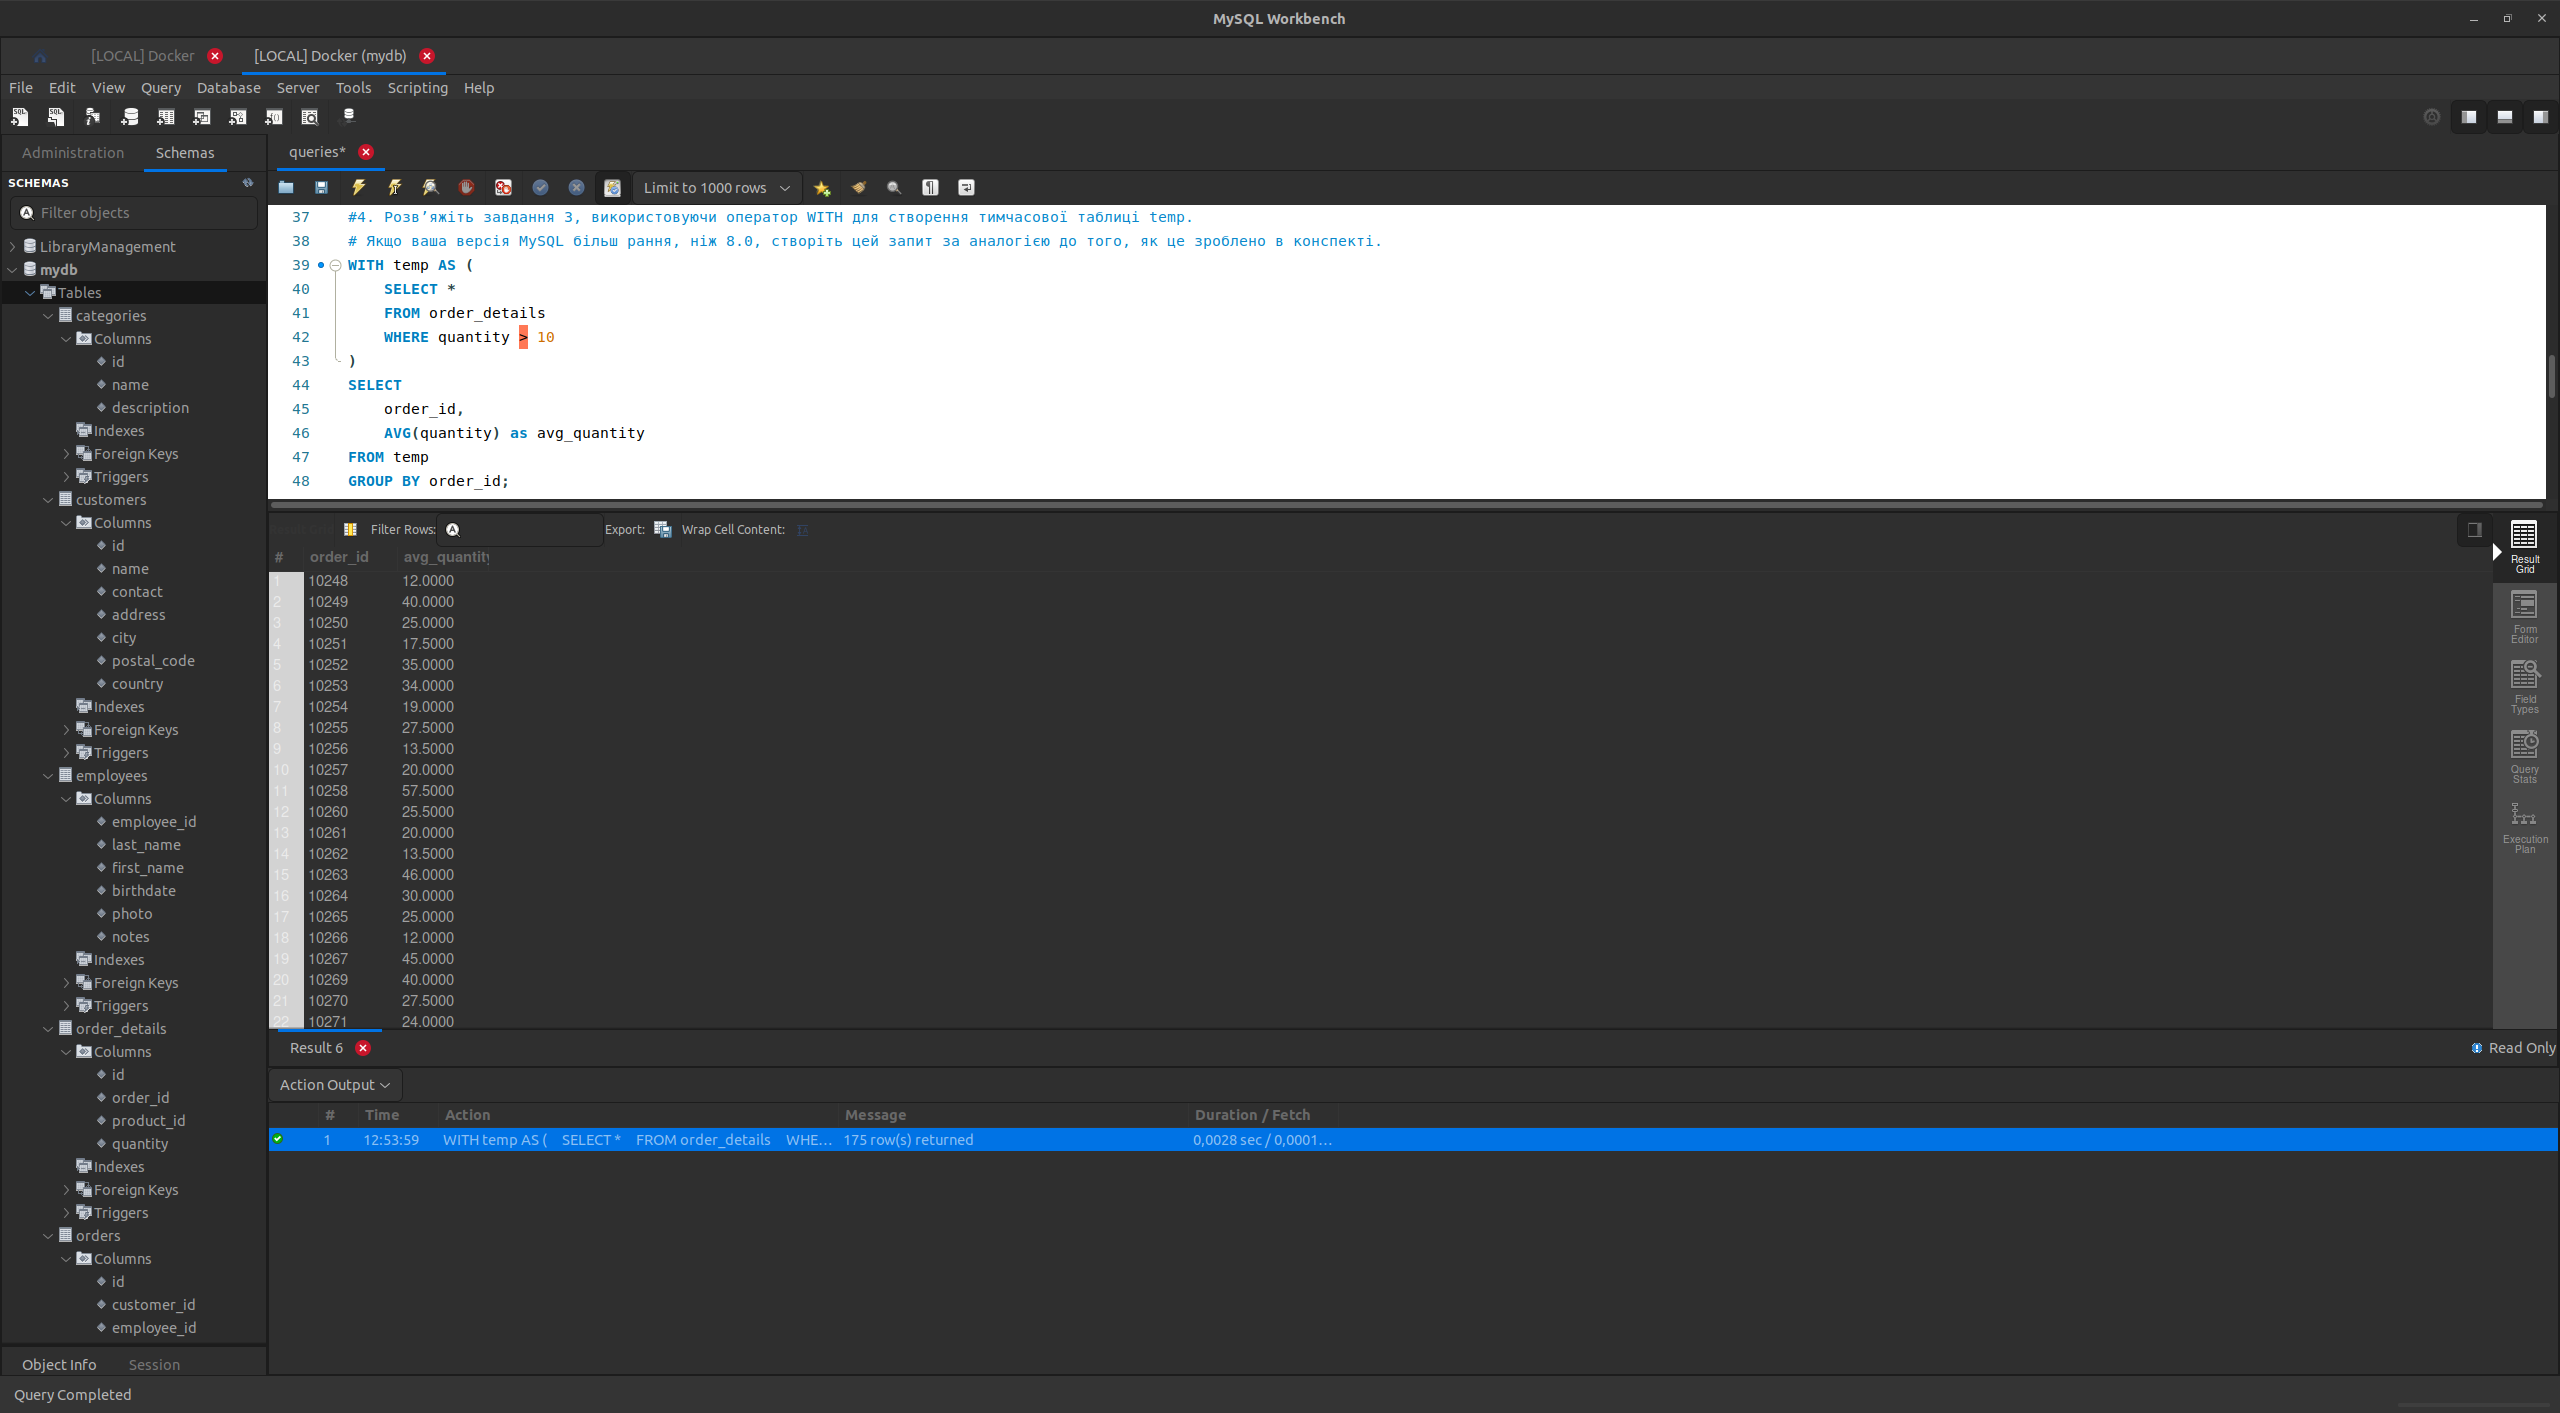 MySQL Workbench
[LOCAL] Docker
[LOCAL] Docker (mydb)
File Edit View Query Database Server Tools Scripting Help
Administration
Schemas
SCHEMAS
Filter objects
LibraryManagement
mydb
Tables
categories
Columns
id
name
description
Indexes
Foreign Keys
Triggers
customers
Columns
id
name
contact
address
city
postal_code
country
Indexes
Foreign Keys
Triggers
employees
Columns
employee_id
last_name
first_name
birthdate
photo
notes
Indexes
Foreign Keys
Triggers
order_details
Columns
id
order_id
product_id
quantity
Indexes
Foreign Keys
Triggers
orders
Columns
id
customer_id
employee_id
Object Info
Session
queries*
Limit to 1000 rows
37 #4. Розв’яжіть завдання 3, використовуючи оператор WITH для створення тимчасової таблиці temp.
38 # Якщо ваша версія MySQL більш рання, ніж 8.0, створіть цей запит за аналогією до того, як це зроблено в конспекті.
39 WITH temp AS (
40 SELECT *
41 FROM order_details
42 WHERE quantity > 10
43 )
44 SELECT
45 order_id,
46 AVG(quantity) as avg_quantity
47 FROM temp
48 GROUP BY order_id;
Filter Rows:
Export:
Wrap Cell Content:
# order_id avg_quantity
1 10248 12.0000
2 10249 40.0000
3 10250 25.0000
4 10251 17.5000
5 10252 35.0000
6 10253 34.0000
7 10254 19.0000
8 10255 27.5000
9 10256 13.5000
10 10257 20.0000
11 10258 57.5000
12 10260 25.5000
13 10261 20.0000
14 10262 13.5000
15 10263 46.0000
16 10264 30.0000
17 10265 25.0000
18 10266 12.0000
19 10267 45.0000
20 10269 40.0000
21 10270 27.5000
22 10271 24.0000
Result
Grid
Form
Editor
Field
Types
Query
Stats
Execution
Plan
Result 6
Read Only
Action Output
# Time Action Message Duration / Fetch
1 12:53:59 WITH temp AS ( SELECT * FROM order_details WHE... 175 row(s) returned 0,0028 sec / 0,0001...
Query Completed